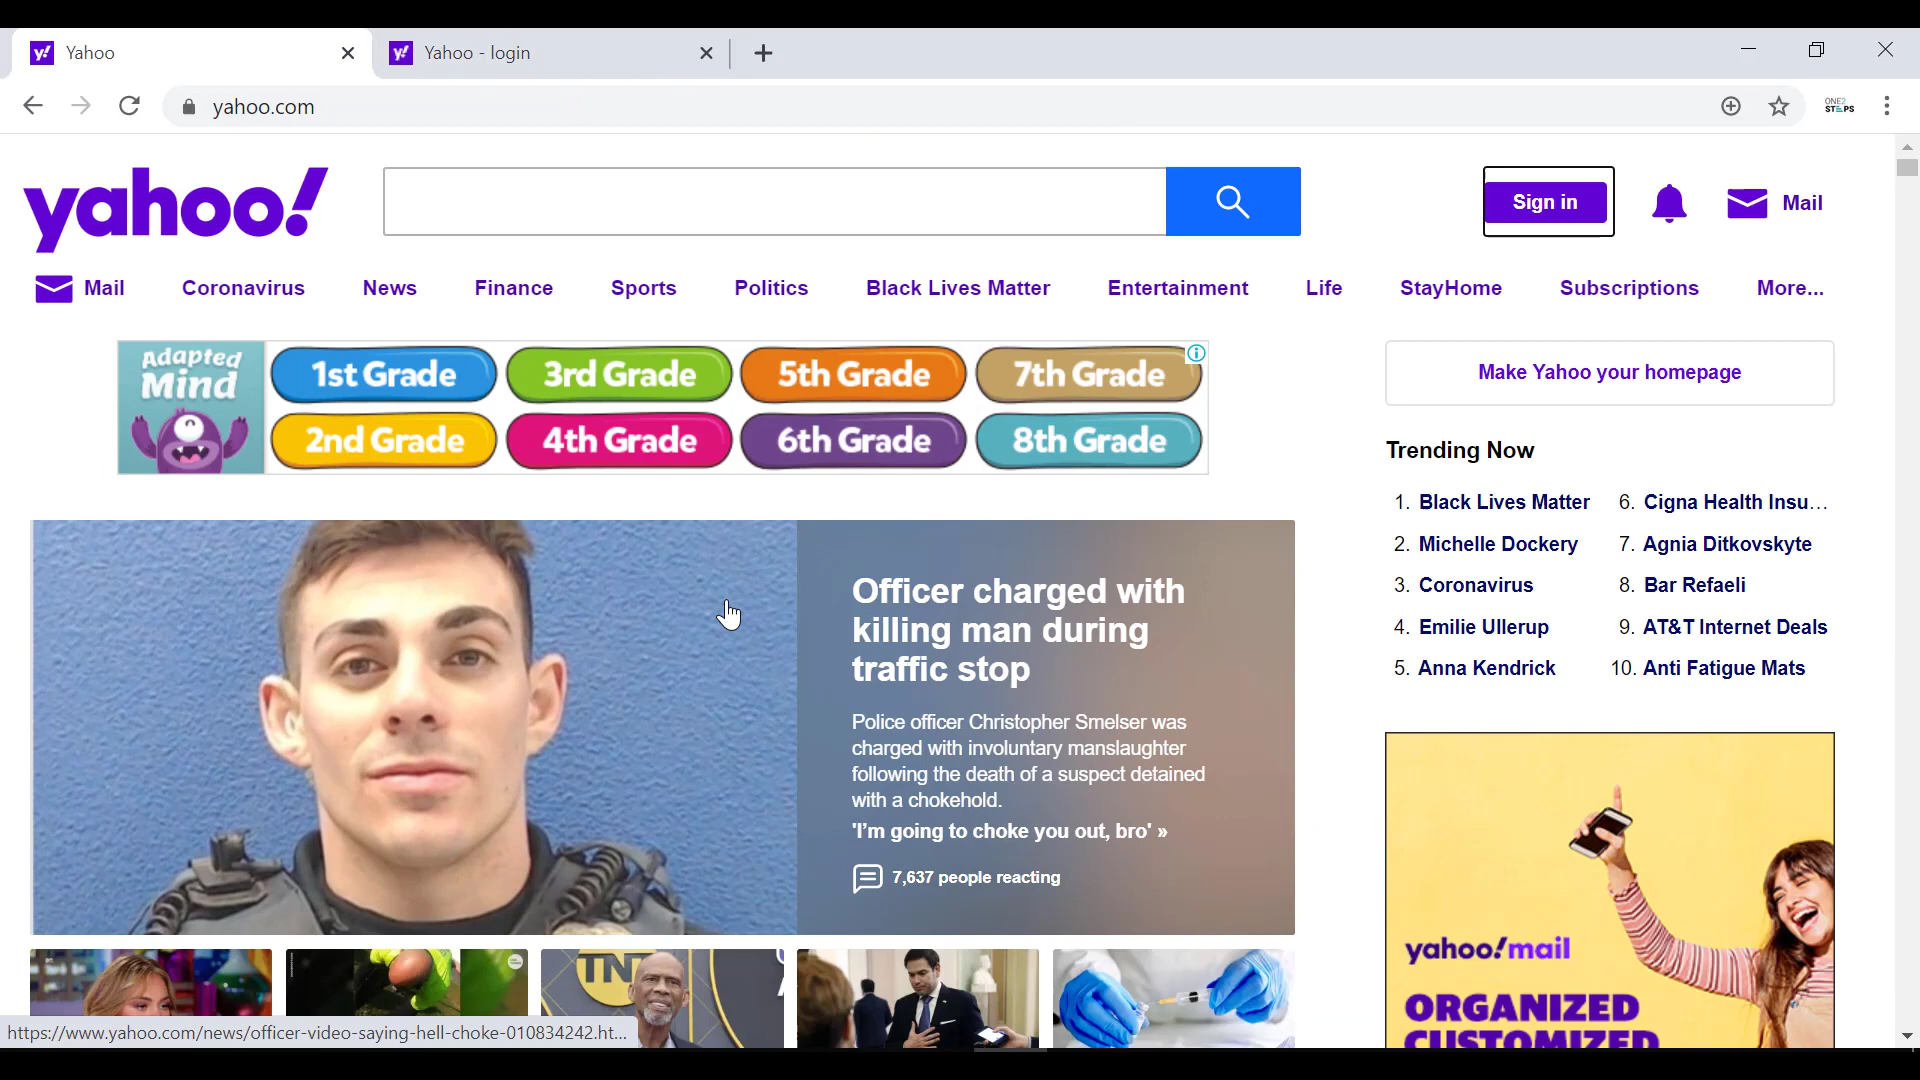 Yahoo
Yahoo - login
yahoo.com
ONE2
STEPS
yahoo!
Sign in
Mail
Mail
Coronavirus
News
Finance
Sports
Politics
Black Lives Matter
Entertainment
Life
StayHome
Subscriptions
More...
Adapted
Mind
1st Grade
3rd Grade
5th Grade
7th Grade
2nd Grade
4th Grade
6th Grade
8th Grade
Make Yahoo your homepage
Trending Now
1. Black Lives Matter
2. Michelle Dockery
3. Coronavirus
4. Emilie Ullerup
5. Anna Kendrick
6. Cigna Health Insu...
7. Agnia Ditkovskyte
8. Bar Refaeli
9. AT&T Internet Deals
10. Anti Fatigue Mats
Officer charged with
killing man during
traffic stop
Police officer Christopher Smelser was
charged with involuntary manslaughter
following the death of a suspect detained
with a chokehold.
'I'm going to choke you out, bro' »
7,637 people reacting
TNT
yahoo!mail
ORGANIZED
CUSTOMIZED
https://www.yahoo.com/news/officer-video-saying-hell-choke-010834242.ht...